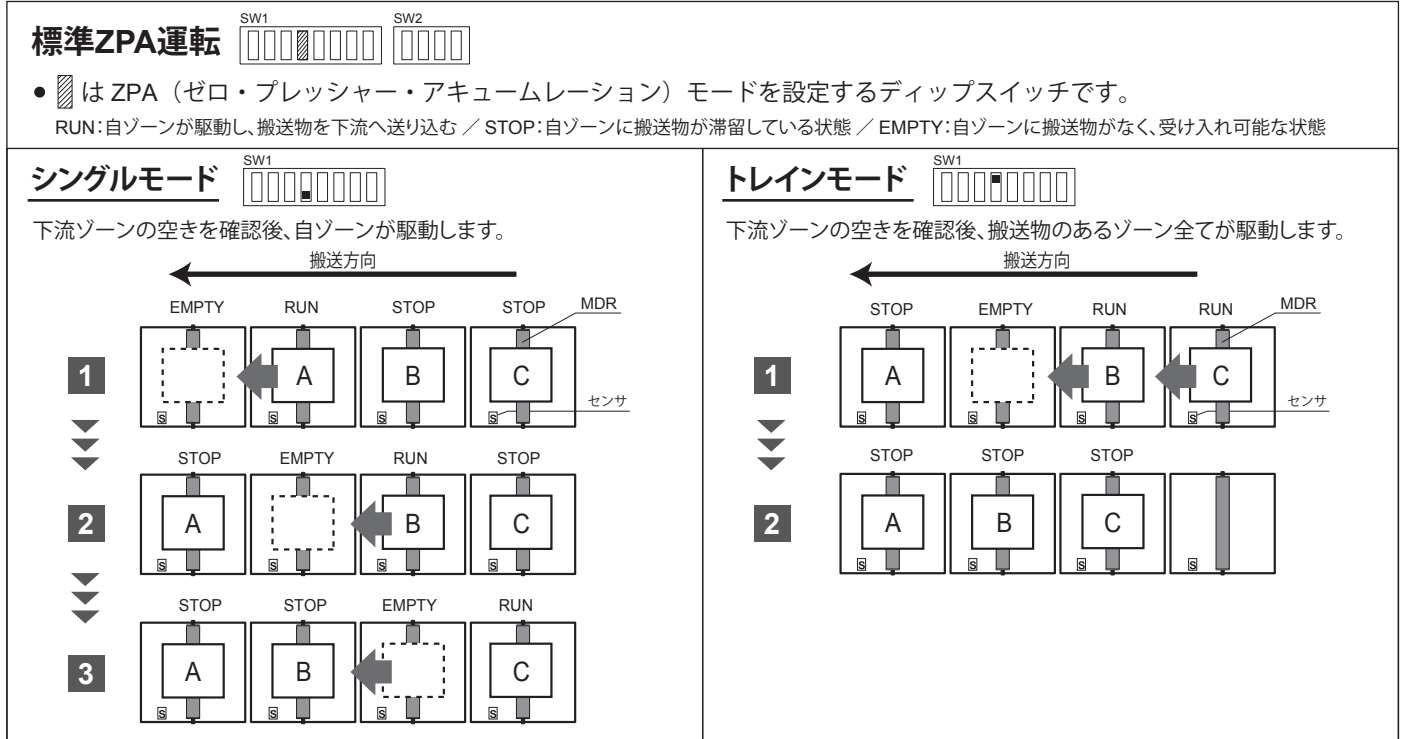 標準ZPA運転 SW1 SW2
● は ZPA（ゼロ・プレッシャー・アキュームレーション）モードを設定するディップスイッチです。
RUN：自ゾーンが駆動し、搬送物を下流へ送り込む ／ STOP：自ゾーンに搬送物が滞留している状態 ／ EMPTY：自ゾーンに搬送物がなく、受け入れ可能な状態
シングルモード SW1
下流ゾーンの空きを確認後、自ゾーンが駆動します。
搬送方向
EMPTY RUN STOP STOP MDR
1 A B C
センサ
S S S S
STOP EMPTY RUN STOP
2 A B C
S S S S
STOP STOP EMPTY RUN
3 A B C
S S S S
トレインモード SW1
下流ゾーンの空きを確認後、搬送物のあるゾーン全てが駆動します。
搬送方向
STOP EMPTY RUN RUN MDR
1 A B C
センサ
S S S S
STOP STOP STOP
2 A B C
S S S S